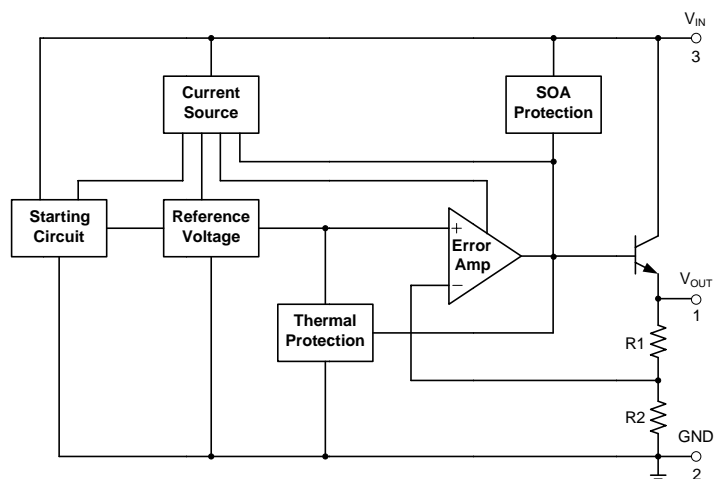 VIN
3
Current
Source
SOA
Protection
Starting
Circuit
Reference
Voltage
+
Error
Amp
−
VOUT
1
Thermal
Protection
R1
R2
GND
2